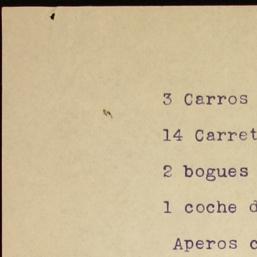 3 Carros
14 Carret
2 bogues
1 coche d
Aperos c